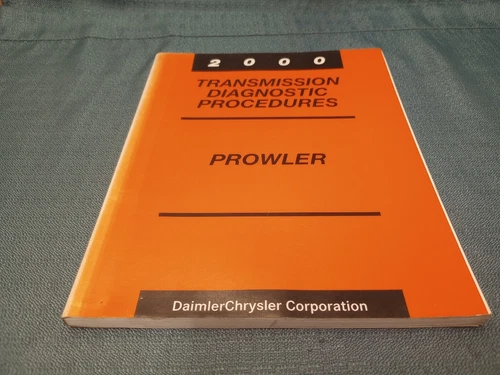 2000
TRANSMISSION
DIAGNOSTIC
PROCEDURES
PROWLER
DaimlerChrysler Corporation